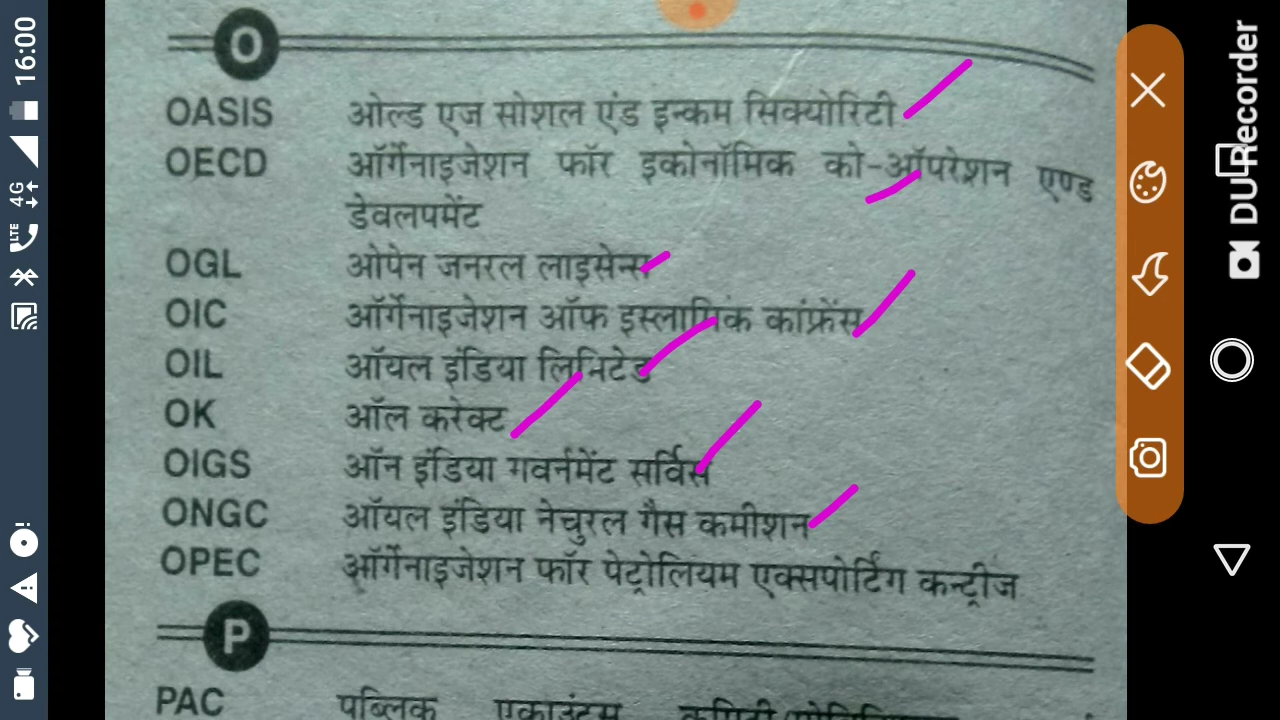 O
OASIS ओल्ड एज सोशल एंड इन्कम सिक्योरिटी
OECD ऑर्गेनाइजेशन फॉर इकोनॉमिक को-ऑपरेशन एण्ड
डेवलपमेंट
OGL ओपेन जनरल लाइसेन्स
OIC ऑर्गेनाइजेशन ऑफ इस्लामिक कांफ्रेंस
OIL ऑयल इंडिया लिमिटेड
OK ऑल करेक्ट
OIGS ऑन इंडिया गवर्नमेंट सर्विस
ONGC ऑयल इंडिया नेचुरल गैस कमीशन
OPEC ऑर्गेनाइजेशन फॉर पेट्रोलियम एक्सपोर्टिंग कन्ट्रीज
P
PAC पब्लिक एकाउंट्स
16:00
4G
LTE
DU Recorder